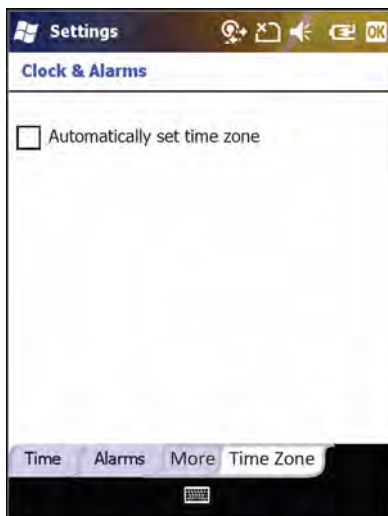 Settings
OK
Clock & Alarms
Automatically set time zone
Time Alarms More Time Zone